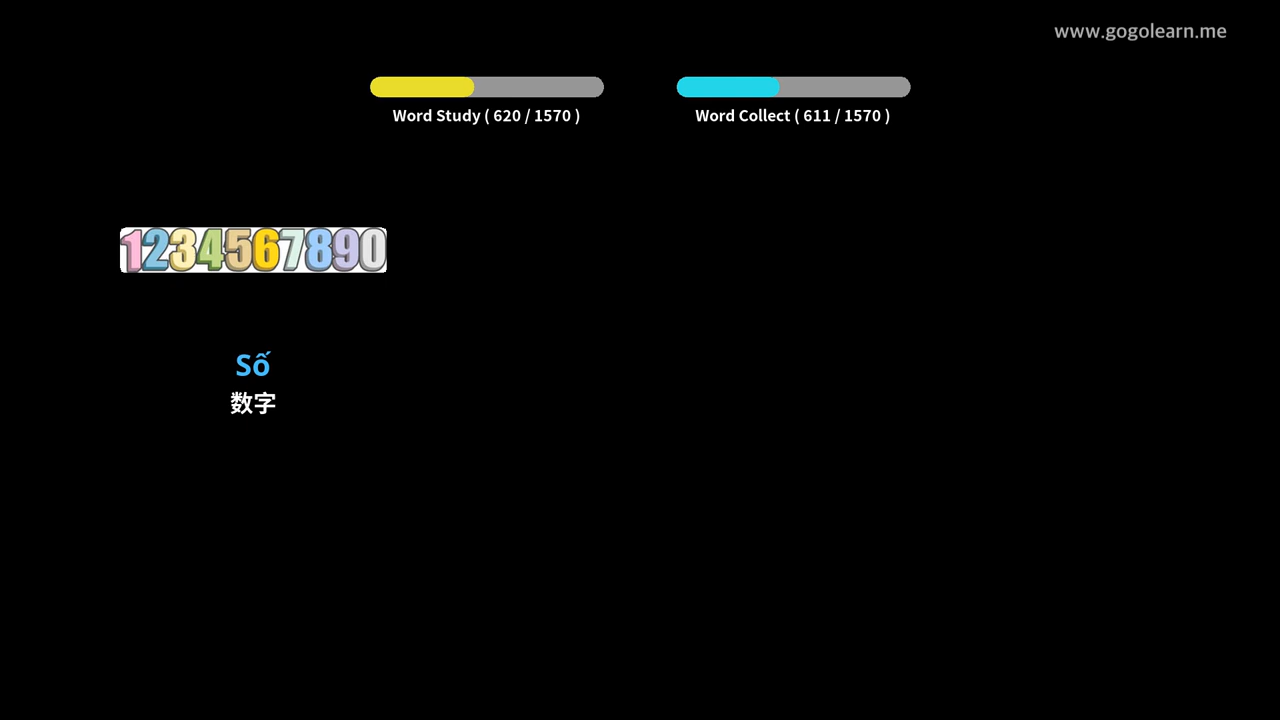 www.gogolearn.me
Word Study ( 620 / 1570 )
Word Collect ( 611 / 1570 )
1234567890
Số
数字